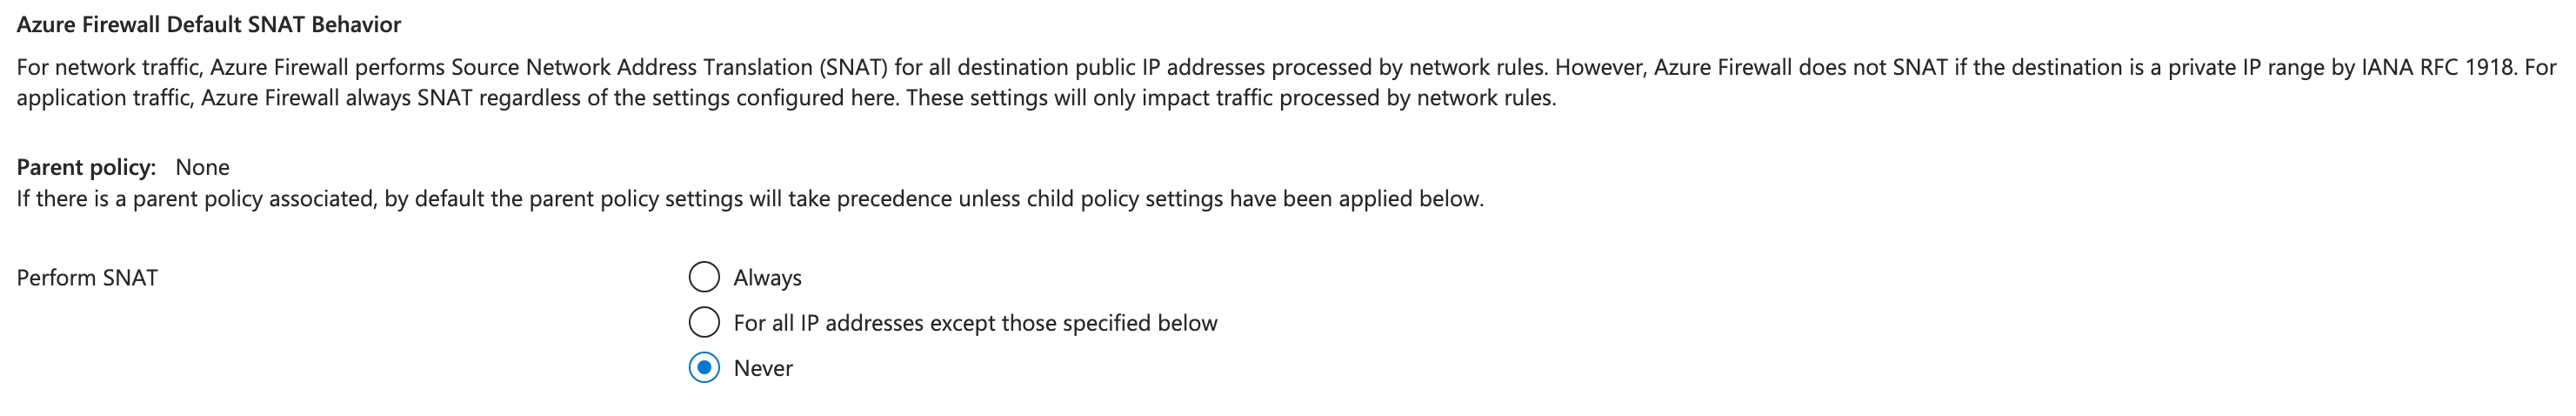 Azure Firewall Default SNAT Behavior
For network traffic, Azure Firewall performs Source Network Address Translation (SNAT) for all destination public IP addresses processed by network rules. However, Azure Firewall does not SNAT if the destination is a private IP range by IANA RFC 1918. For
application traffic, Azure Firewall always SNAT regardless of the settings configured here. These settings will only impact traffic processed by network rules.
Parent policy: None
If there is a parent policy associated, by default the parent policy settings will take precedence unless child policy settings have been applied below.
Perform SNAT
Always
For all IP addresses except those specified below
Never